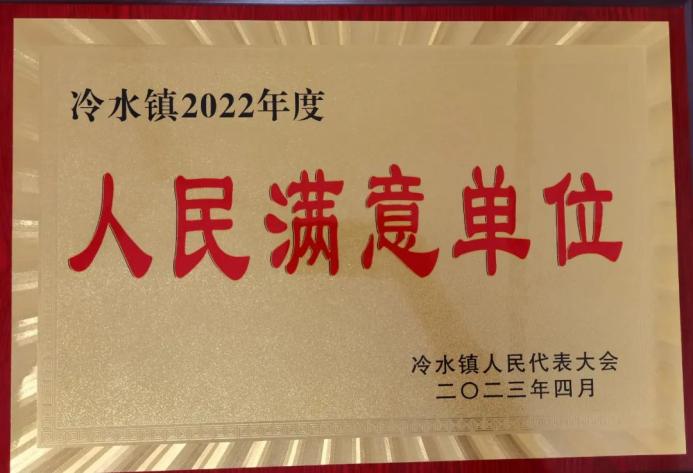 冷水镇2022年度
人民满意单位
冷水镇人民代表大会
二〇二三年四月